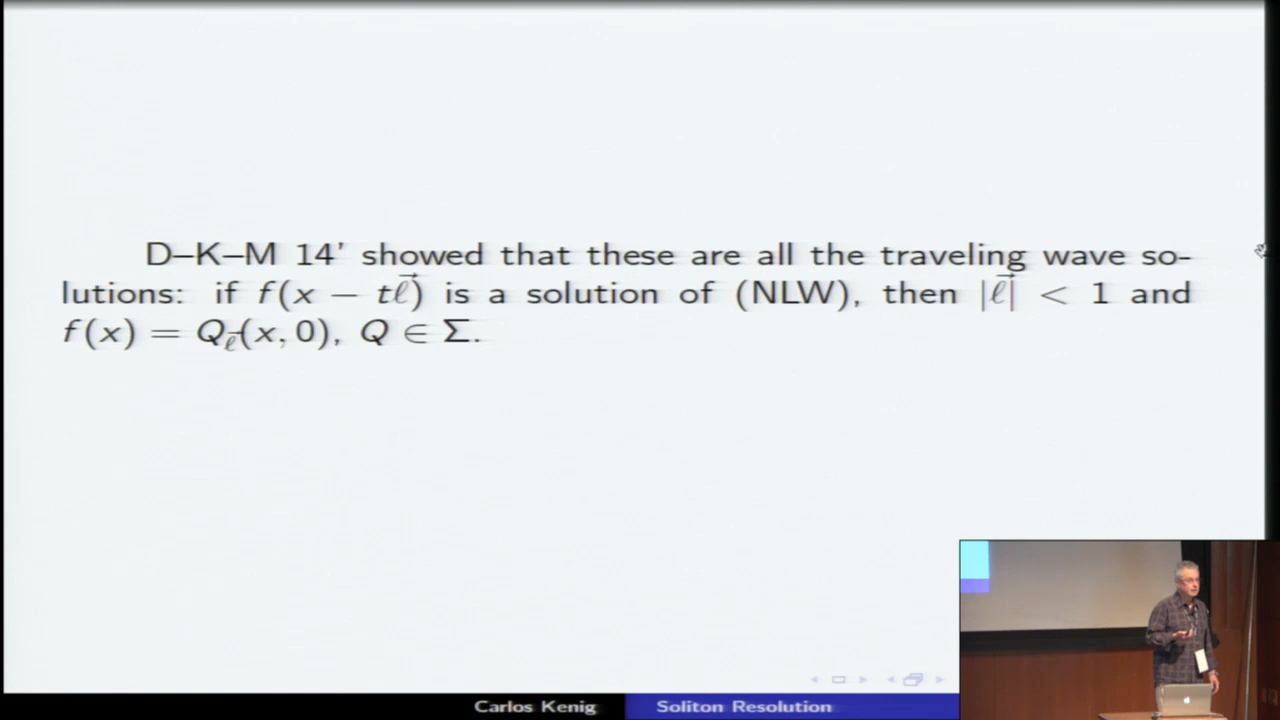 D–K–M 14' showed that these are all the traveling wave so-
lutions: if f(x − tℓ⃗) is a solution of (NLW), then |ℓ⃗| < 1 and
f(x) = Q_ℓ⃗(x, 0), Q ∈ Σ.
Carlos Kenig
Soliton Resolution